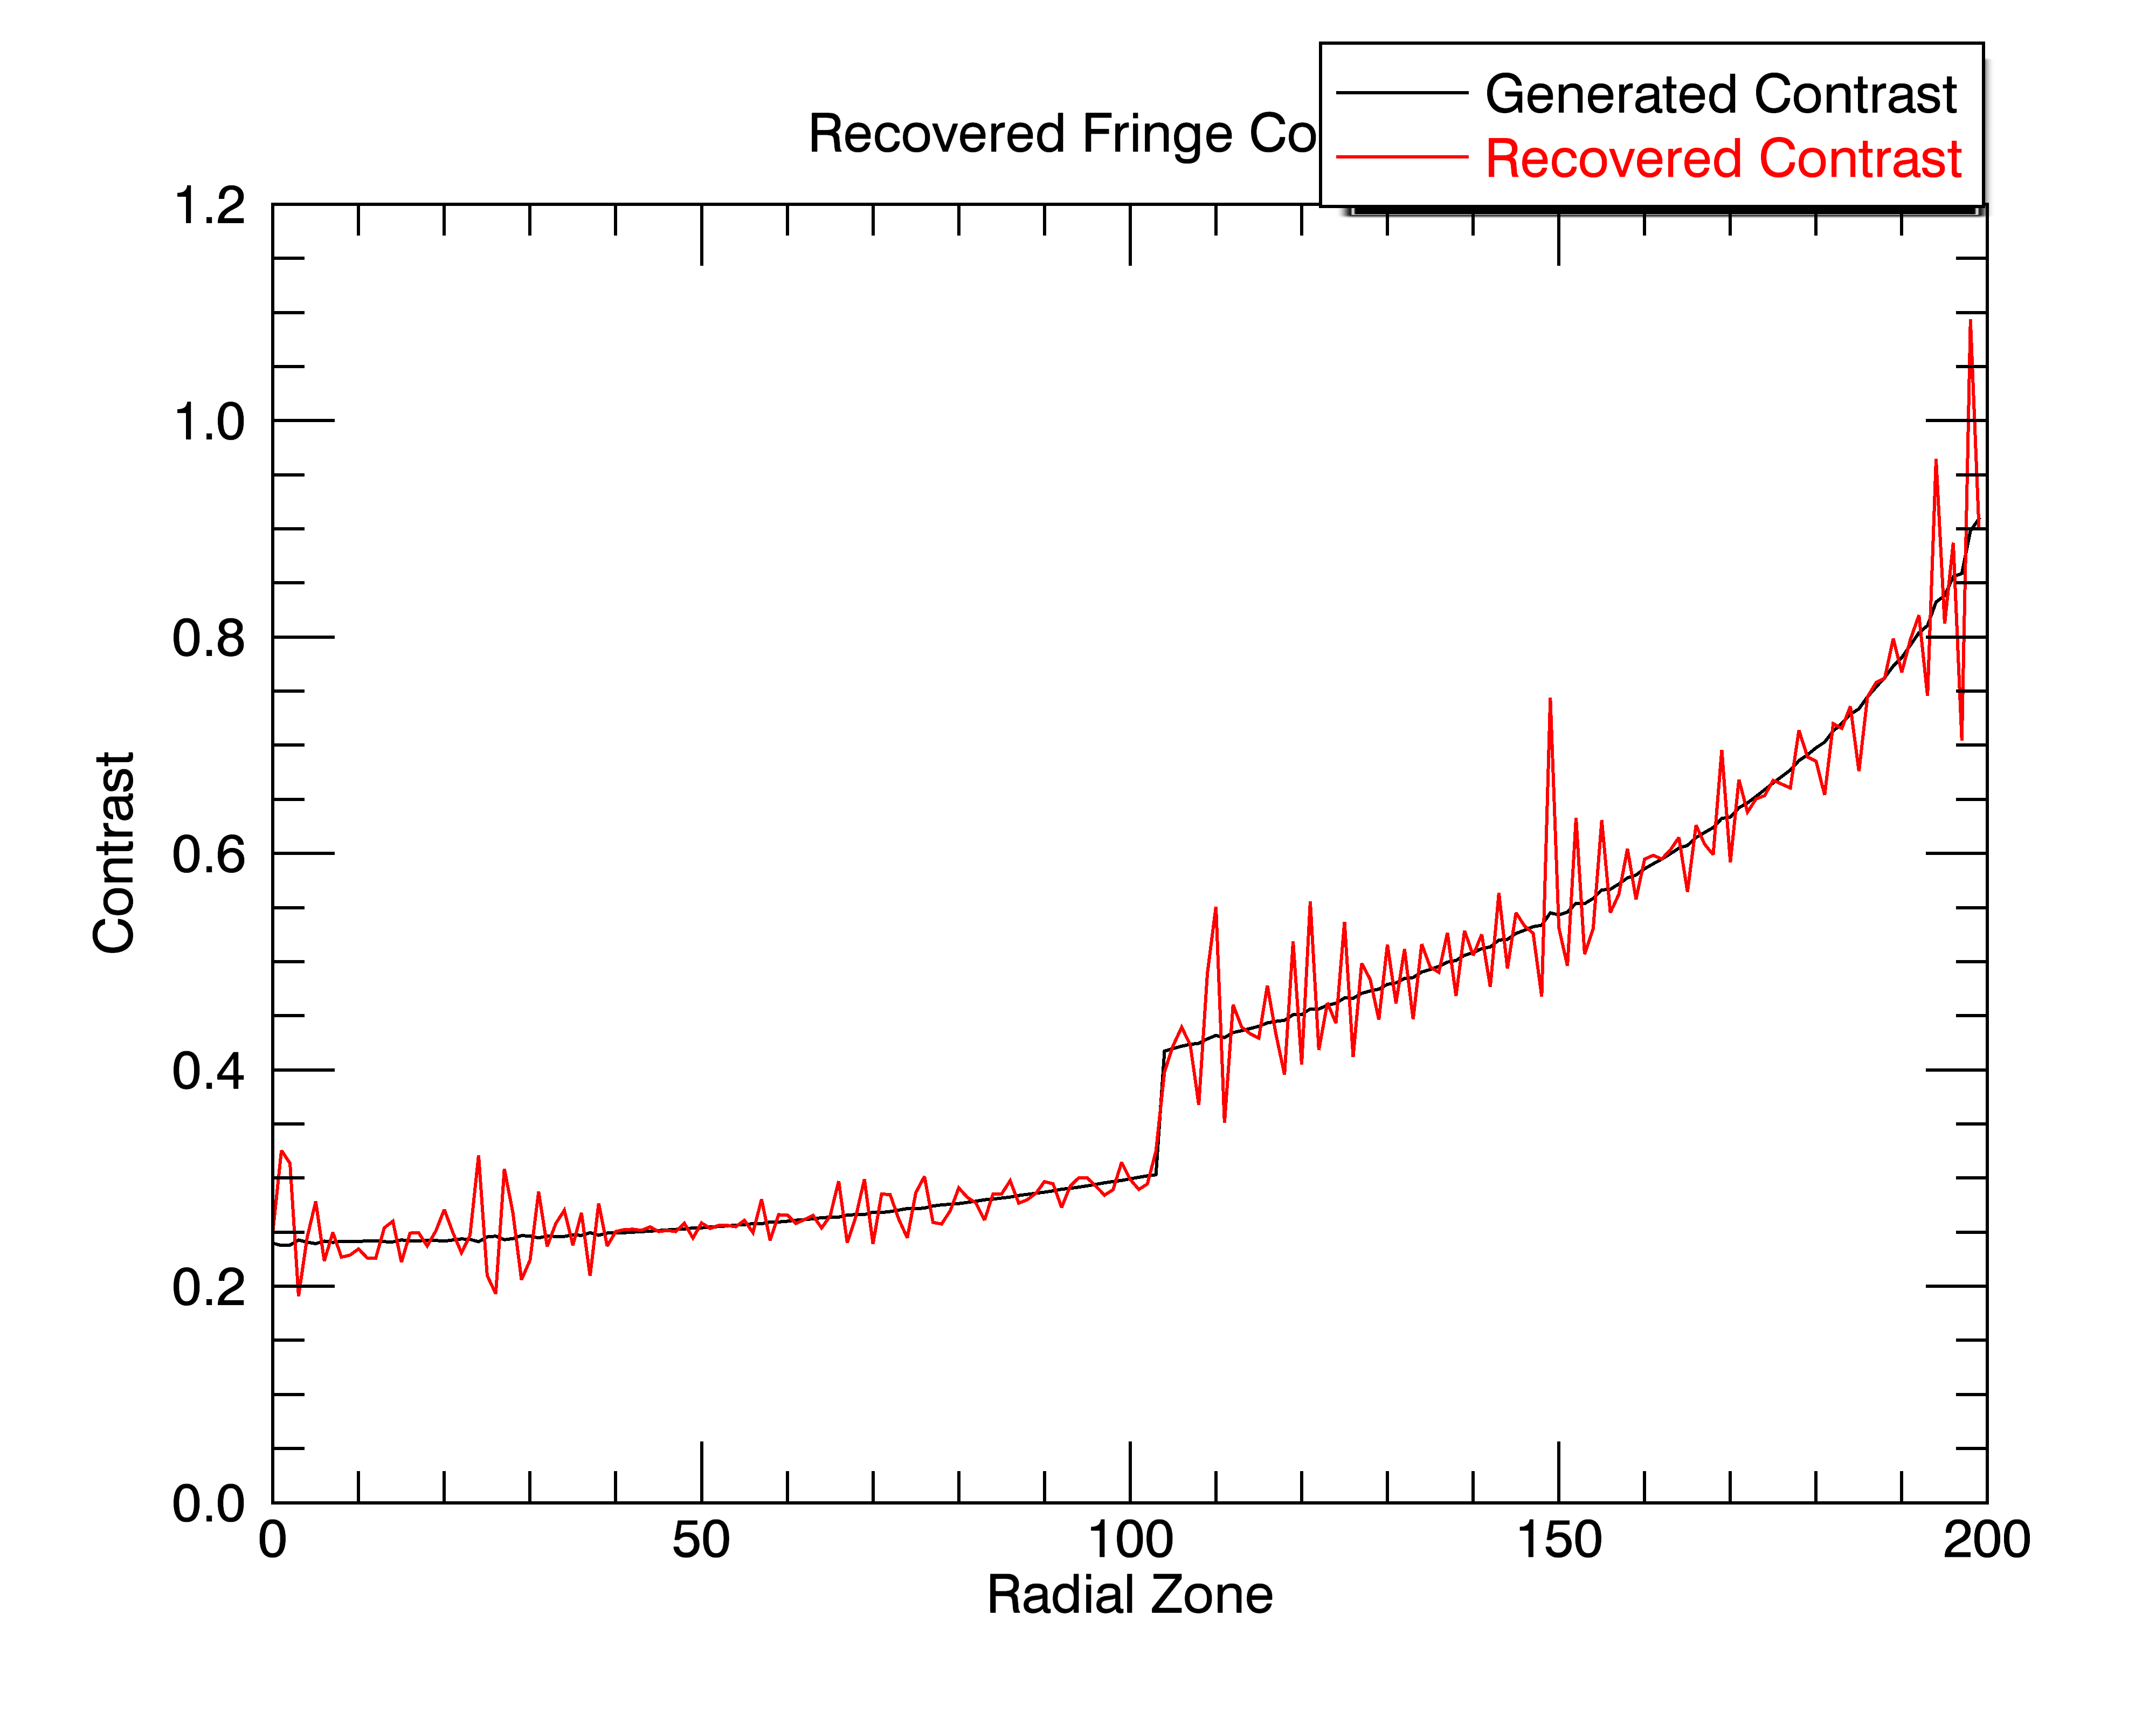 Generated Contrast
Recovered Contrast
Recovered Fringe Co
1.2
1.0
0.8
0.6
0.4
0.2
0.0
Contrast
0 50 100 150 200
Radial Zone